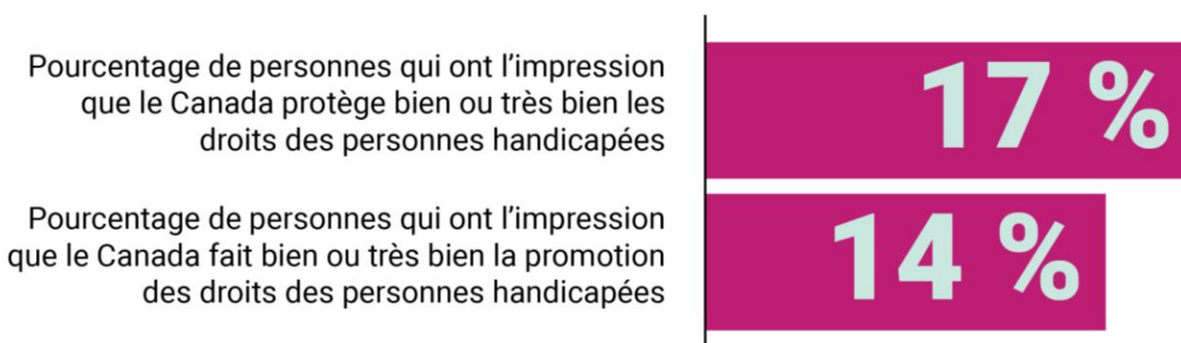 Pourcentage de personnes qui ont l’impression
que le Canada protège bien ou très bien les
droits des personnes handicapées
17 %
Pourcentage de personnes qui ont l’impression
que le Canada fait bien ou très bien la promotion
des droits des personnes handicapées
14 %